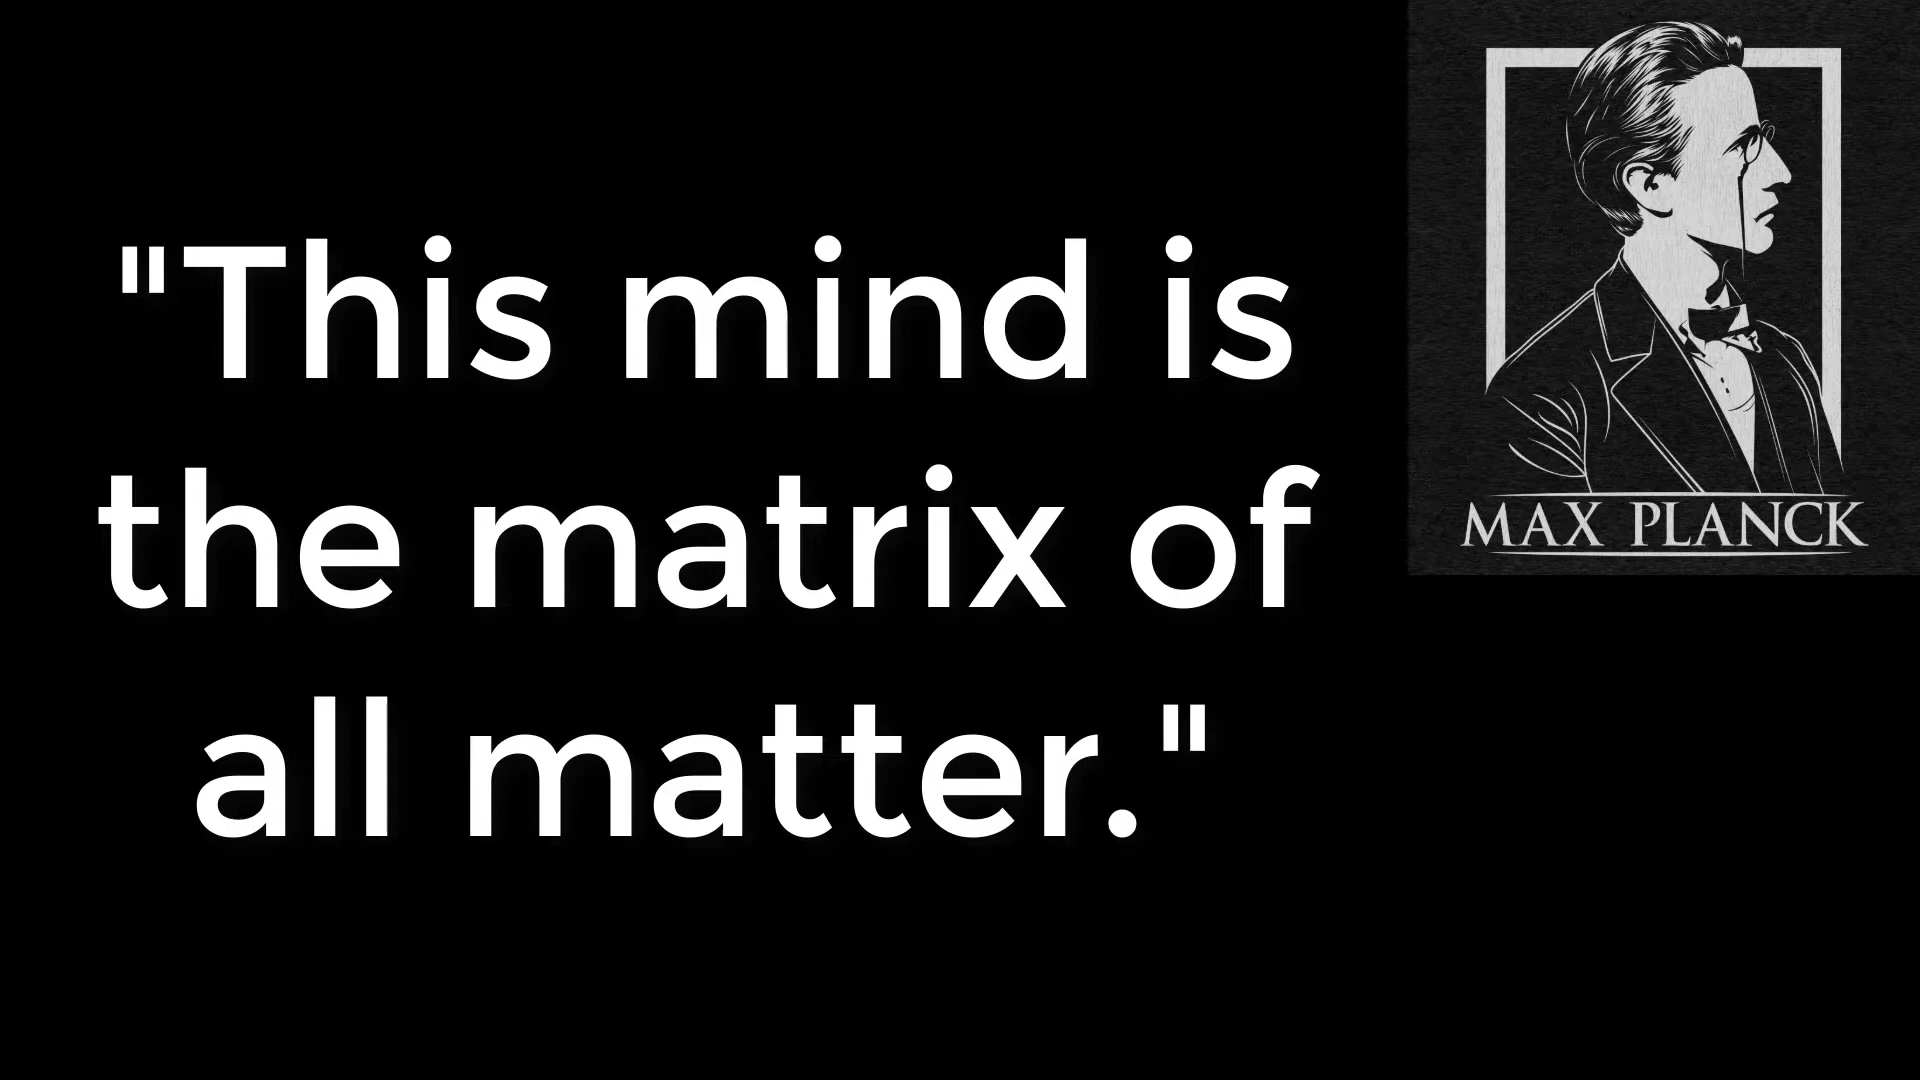 "This mind is
the matrix of
all matter."
MAX PLANCK